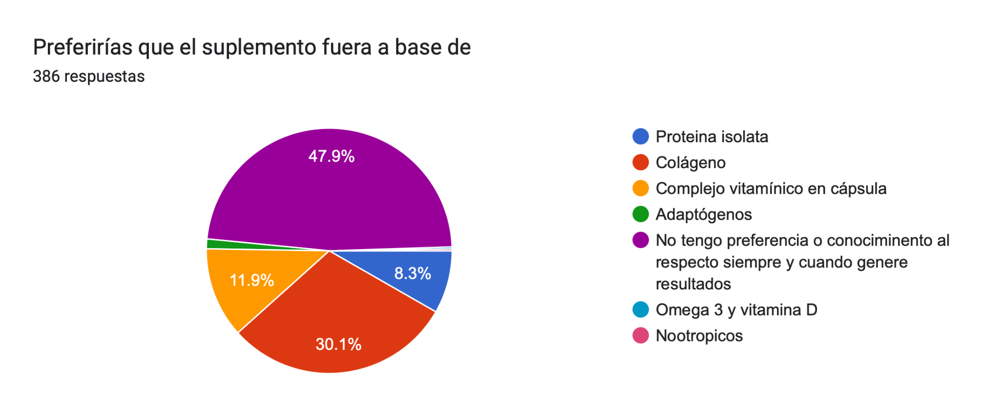 Preferirías que el suplemento fuera a base de
386 respuestas
47.9%
8.3%
11.9%
30.1%
Proteina isolata
Colágeno
Complejo vitamínico en cápsula
Adaptógenos
No tengo preferencia o conociminento al
respecto siempre y cuando genere
resultados
Omega 3 y vitamina D
Nootropicos